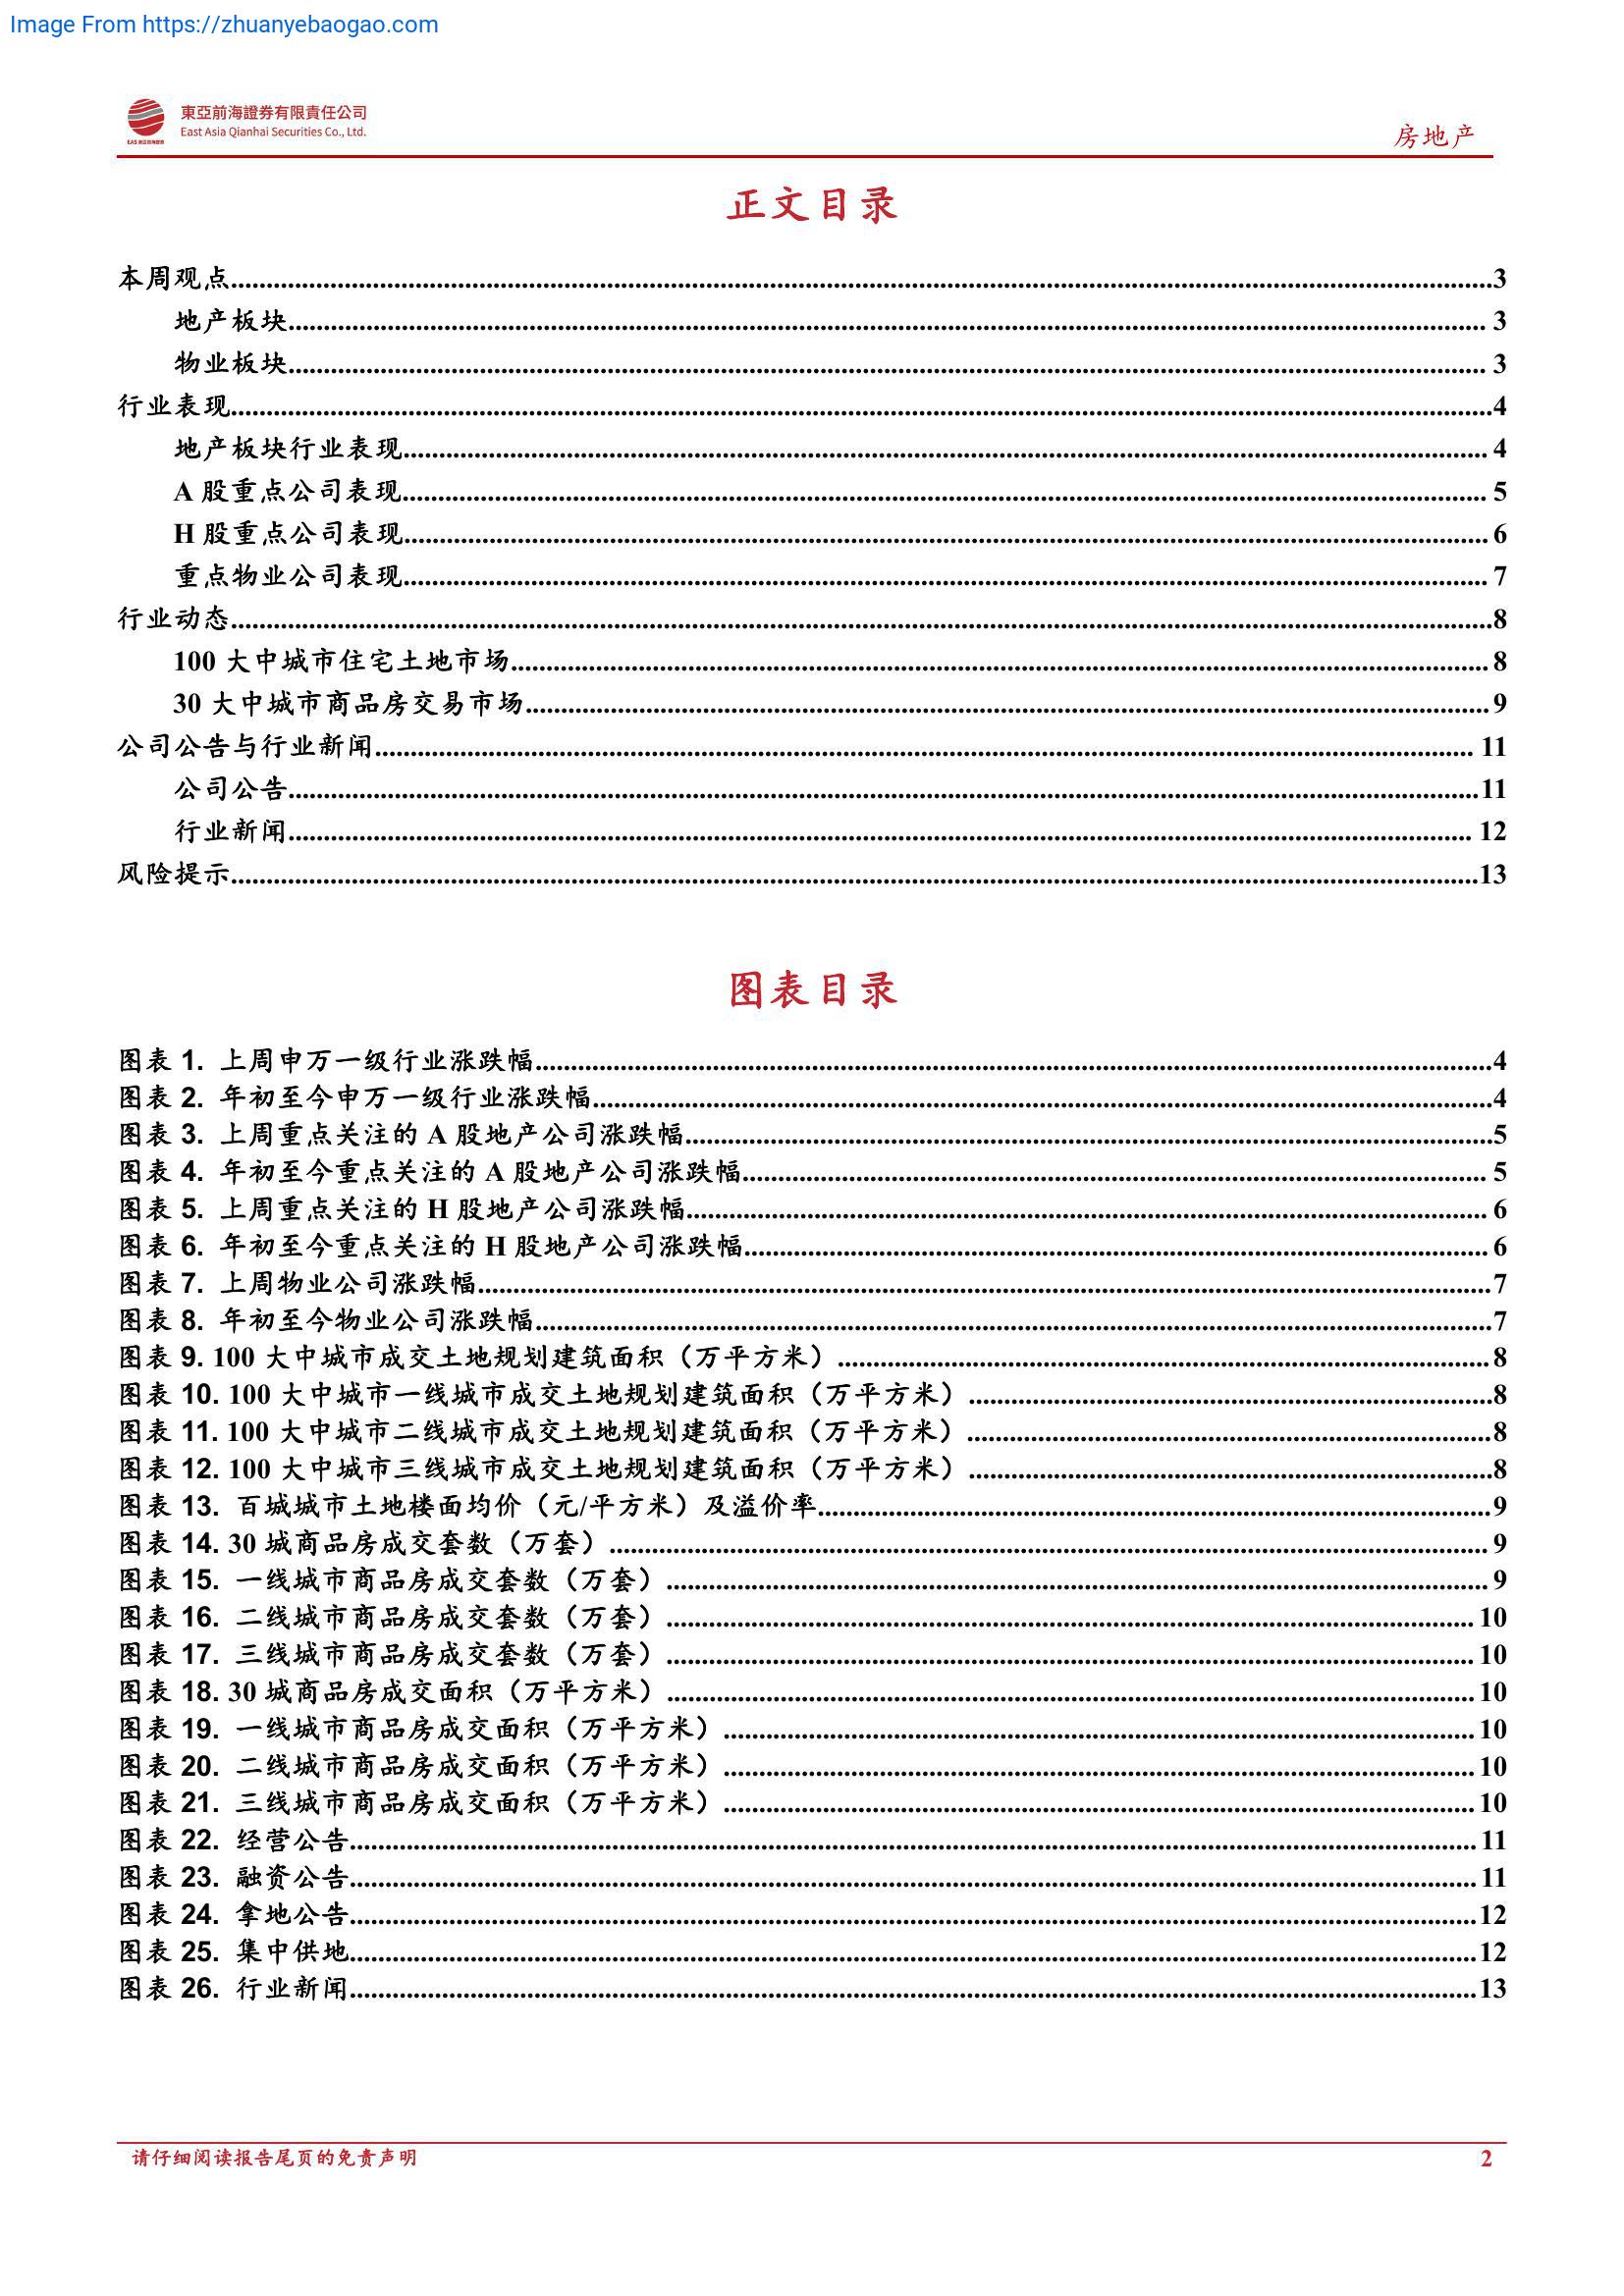 Image From https://zhuanyebaogao.com
東亞前海證券有限責任公司
East Asia Qianhai Securities Co., Ltd.
EAS 東亞前海證券
房地产
正文目录
本周观点 3
地产板块 3
物业板块 3
行业表现 4
地产板块行业表现 4
A 股重点公司表现 5
H 股重点公司表现 6
重点物业公司表现 7
行业动态 8
100 大中城市住宅土地市场 8
30 大中城市商品房交易市场 9
公司公告与行业新闻 11
公司公告 11
行业新闻 12
风险提示 13
图表目录
图表 1. 上周申万一级行业涨跌幅 4
图表 2. 年初至今申万一级行业涨跌幅 4
图表 3. 上周重点关注的 A 股地产公司涨跌幅 5
图表 4. 年初至今重点关注的 A 股地产公司涨跌幅 5
图表 5. 上周重点关注的 H 股地产公司涨跌幅 6
图表 6. 年初至今重点关注的 H 股地产公司涨跌幅 6
图表 7. 上周物业公司涨跌幅 7
图表 8. 年初至今物业公司涨跌幅 7
图表 9. 100 大中城市成交土地规划建筑面积（万平方米） 8
图表 10. 100 大中城市一线城市成交土地规划建筑面积（万平方米） 8
图表 11. 100 大中城市二线城市成交土地规划建筑面积（万平方米） 8
图表 12. 100 大中城市三线城市成交土地规划建筑面积（万平方米） 8
图表 13. 百城城市土地楼面均价（元/平方米）及溢价率 9
图表 14. 30 城商品房成交套数（万套） 9
图表 15. 一线城市商品房成交套数（万套） 9
图表 16. 二线城市商品房成交套数（万套） 10
图表 17. 三线城市商品房成交套数（万套） 10
图表 18. 30 城商品房成交面积（万平方米） 10
图表 19. 一线城市商品房成交面积（万平方米） 10
图表 20. 二线城市商品房成交面积（万平方米） 10
图表 21. 三线城市商品房成交面积（万平方米） 10
图表 22. 经营公告 11
图表 23. 融资公告 11
图表 24. 拿地公告 12
图表 25. 集中供地 12
图表 26. 行业新闻 13
请仔细阅读报告尾页的免责声明 2